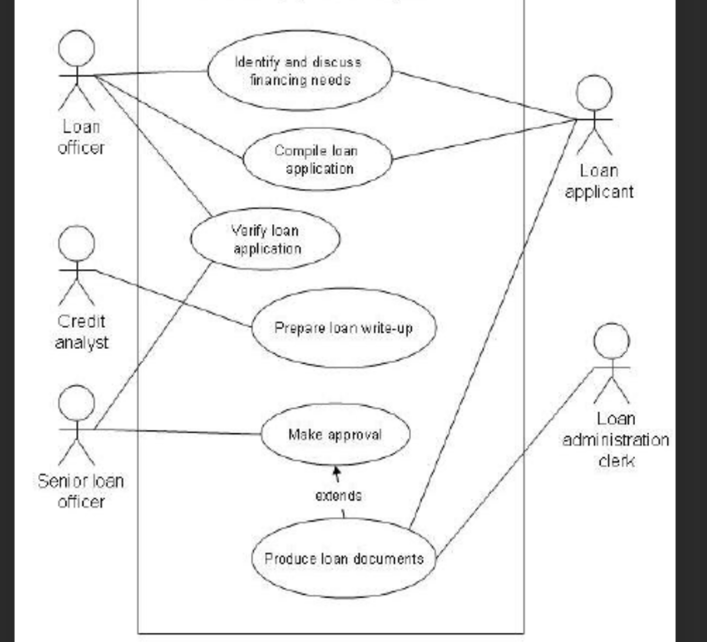 Identify and discuss
financing needs
Loan
officer
Compile loan
application
Loan
applicant
Verify loan
application
Credit
analyst
Prepare loan write-up
Loan
administration
clerk
Make approval
Senior loan
officer
extends
Produce loan documents